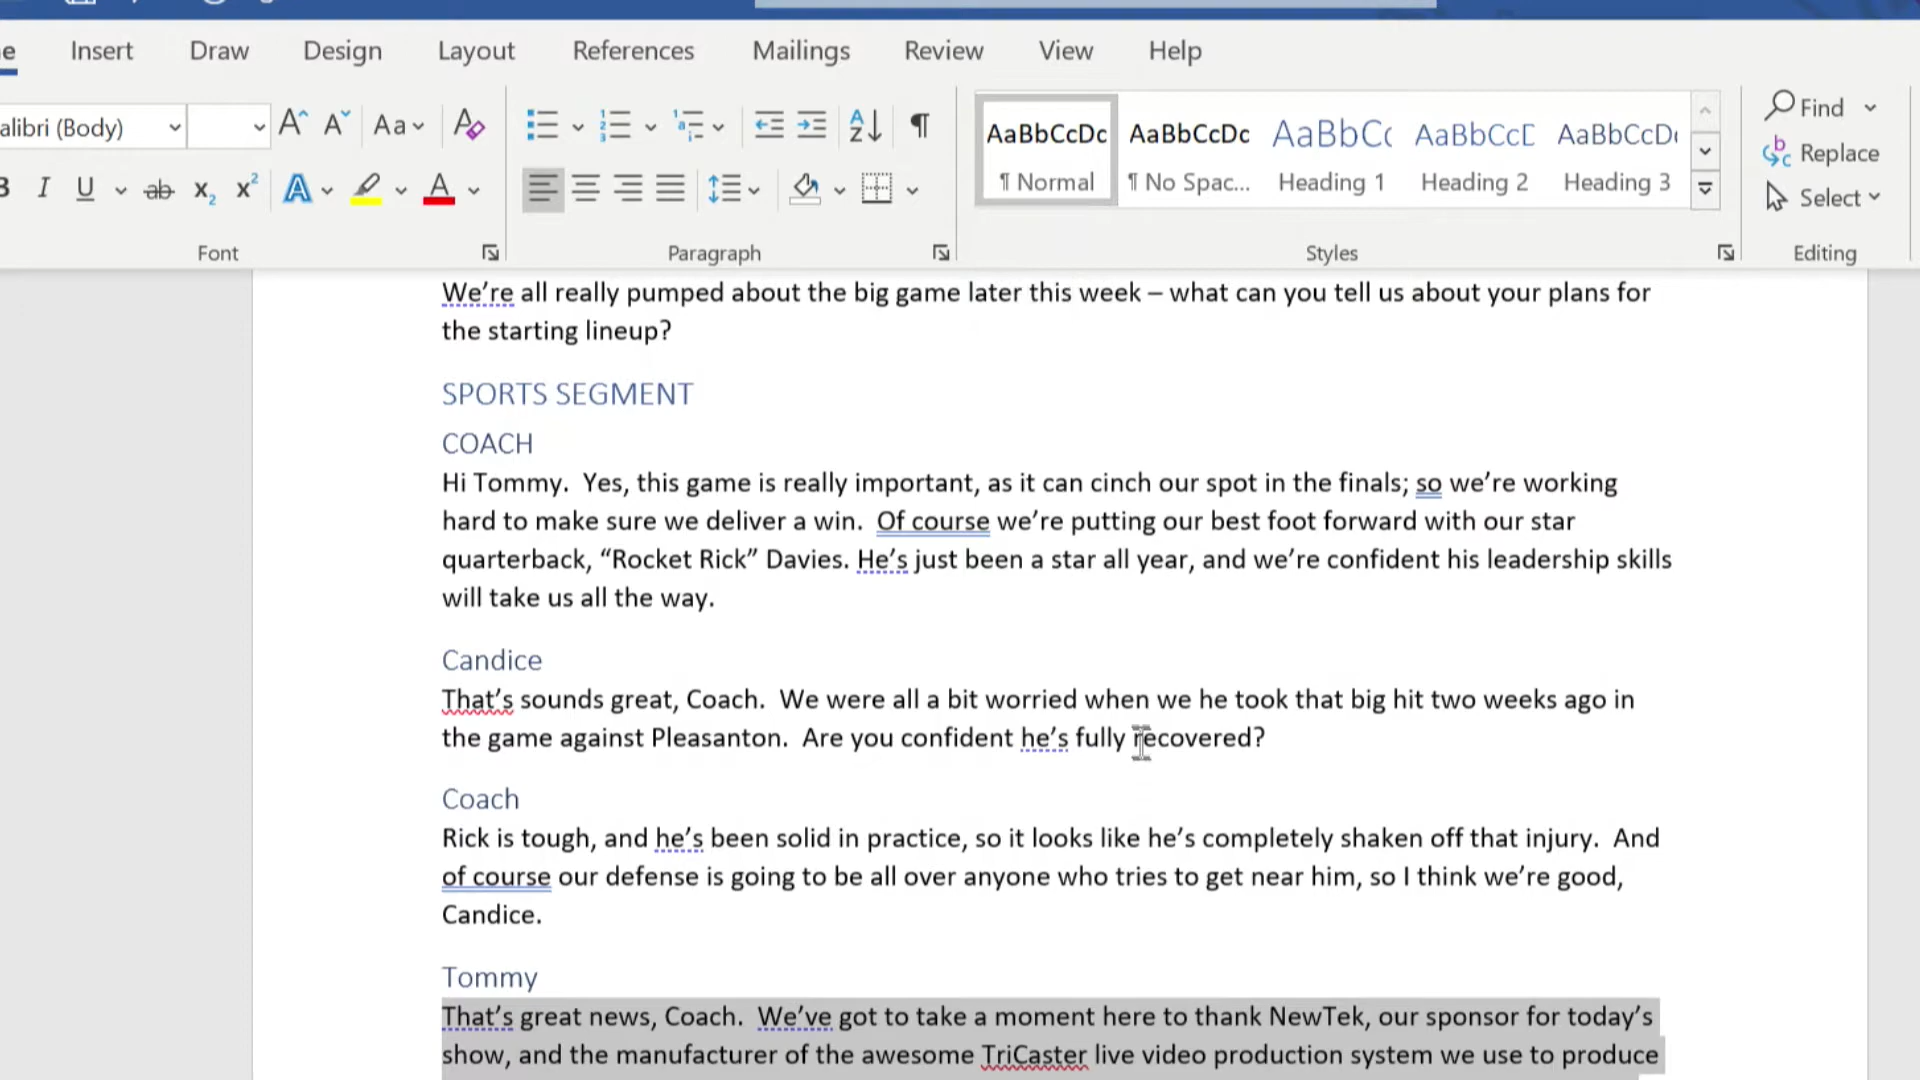 e Insert Draw Design Layout References Mailings Review View Help
alibri (Body) Aa Find
Replace
Select
AaBbCcDc AaBbCcDc AaBbCc AaBbCcD AaBbCcD
¶ Normal ¶ No Spac... Heading 1 Heading 2 Heading 3
Font Paragraph Styles Editing
We’re all really pumped about the big game later this week – what can you tell us about your plans for
the starting lineup?
SPORTS SEGMENT
COACH
Hi Tommy.  Yes, this game is really important, as it can cinch our spot in the finals; so we’re working
hard to make sure we deliver a win.  Of course we’re putting our best foot forward with our star
quarterback, “Rocket Rick” Davies. He’s just been a star all year, and we’re confident his leadership skills
will take us all the way.
Candice
That’s sounds great, Coach.  We were all a bit worried when we he took that big hit two weeks ago in
the game against Pleasanton.  Are you confident he’s fully recovered?
Coach
Rick is tough, and he’s been solid in practice, so it looks like he’s completely shaken off that injury.  And
of course our defense is going to be all over anyone who tries to get near him, so I think we’re good,
Candice.
Tommy
That’s great news, Coach.  We’ve got to take a moment here to thank NewTek, our sponsor for today’s
show, and the manufacturer of the awesome TriCaster live video production system we use to produce